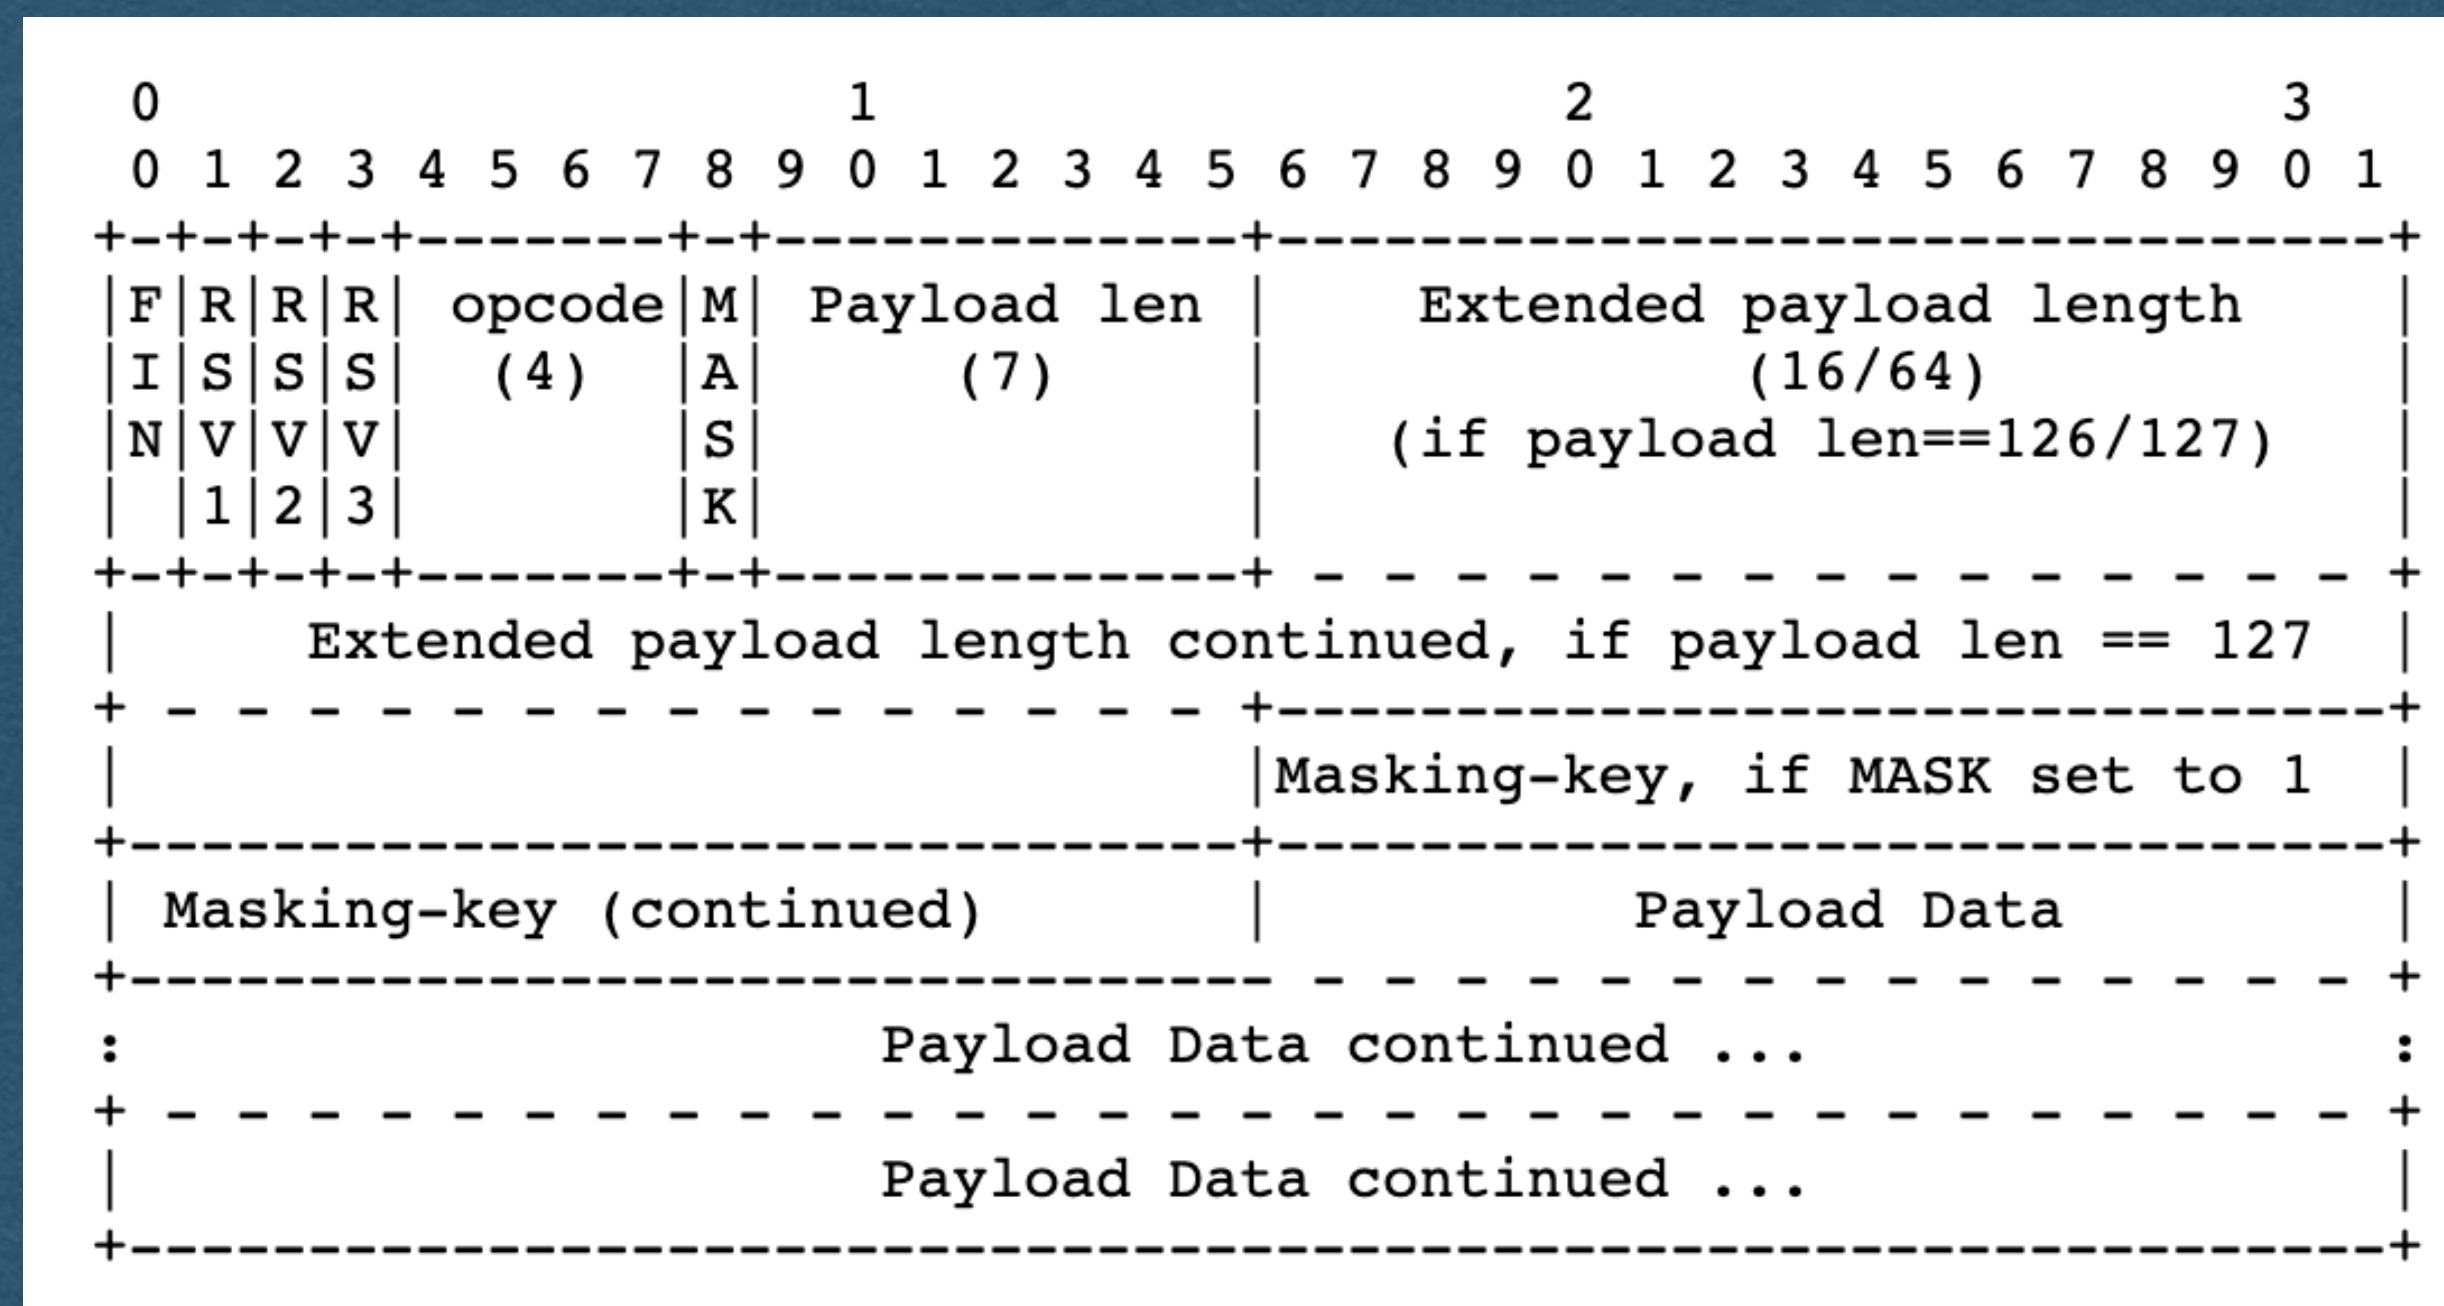 0                   1                   2                   3
 0 1 2 3 4 5 6 7 8 9 0 1 2 3 4 5 6 7 8 9 0 1 2 3 4 5 6 7 8 9 0 1
+-+-+-+-+-------+-+-------------+-------------------------------+
|F|R|R|R| opcode|M| Payload len |    Extended payload length    |
|I|S|S|S|  (4)  |A|     (7)     |             (16/64)           |
|N|V|V|V|       |S|             |   (if payload len==126/127)   |
| |1|2|3|       |K|             |                               |
+-+-+-+-+-------+-+-------------+ - - - - - - - - - - - - - - - +
|     Extended payload length continued, if payload len == 127  |
+ - - - - - - - - - - - - - - - +-------------------------------+
|                               |Masking-key, if MASK set to 1  |
+-------------------------------+-------------------------------+
| Masking-key (continued)       |          Payload Data         |
+-------------------------------- - - - - - - - - - - - - - - - +
:                     Payload Data continued ...                :
+ - - - - - - - - - - - - - - - - - - - - - - - - - - - - - - - +
|                     Payload Data continued ...                |
+---------------------------------------------------------------+